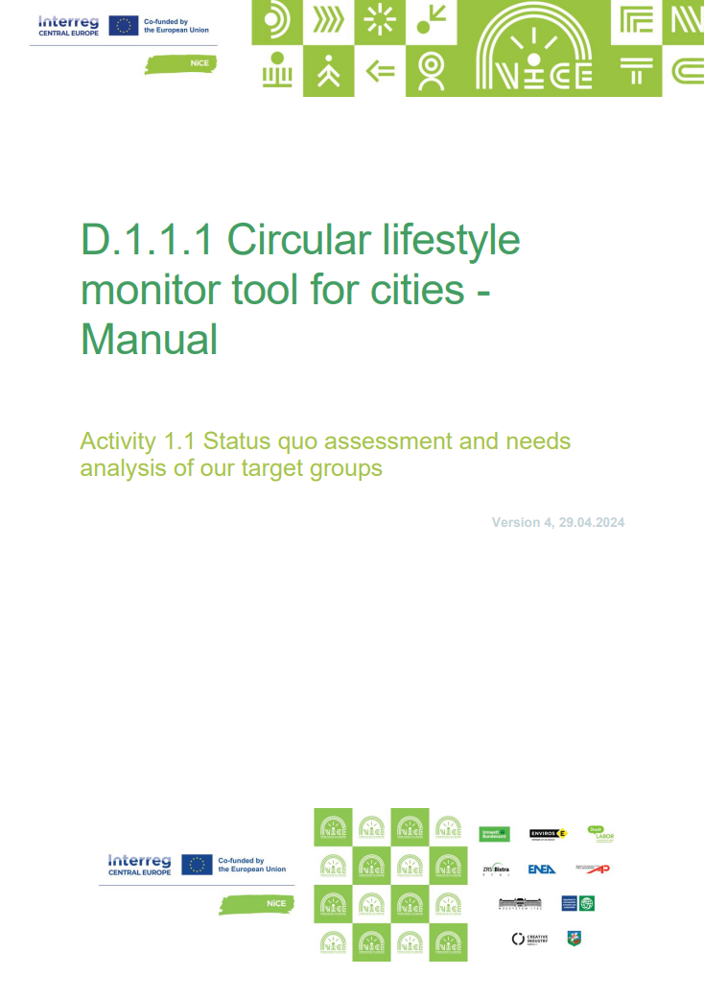 Interreg
CENTRAL EUROPE
Co-funded by
the European Union
NiCE
NiCE
D.1.1.1 Circular lifestyle
monitor tool for cities -
Manual
Activity 1.1 Status quo assessment and needs
analysis of our target groups
Version 4, 29.04.2024
Interreg
CENTRAL EUROPE
Co-funded by
the European Union
NiCE
Umwelt
Bundesamt
ENVIROS
Stadt
LABOR
ZRS Bistra
PTUJ
ENEA
AP
CREATIVE
INDUSTRY